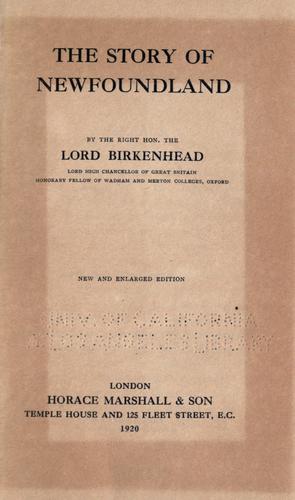 THE STORY OF
NEWFOUNDLAND
BY THE RIGHT HON. THE
LORD BIRKENHEAD
LORD HIGH CHANCELLOR OF GREAT BRITAIN
HONORARY FELLOW OF WADHAM AND MERTON COLLEGES, OXFORD
NEW AND ENLARGED EDITION
UNIV. OF CALIFORNIA
AT LOS ANGELES LIBRARY
LONDON
HORACE MARSHALL & SON
TEMPLE HOUSE AND 125 FLEET STREET, E.C.
1920